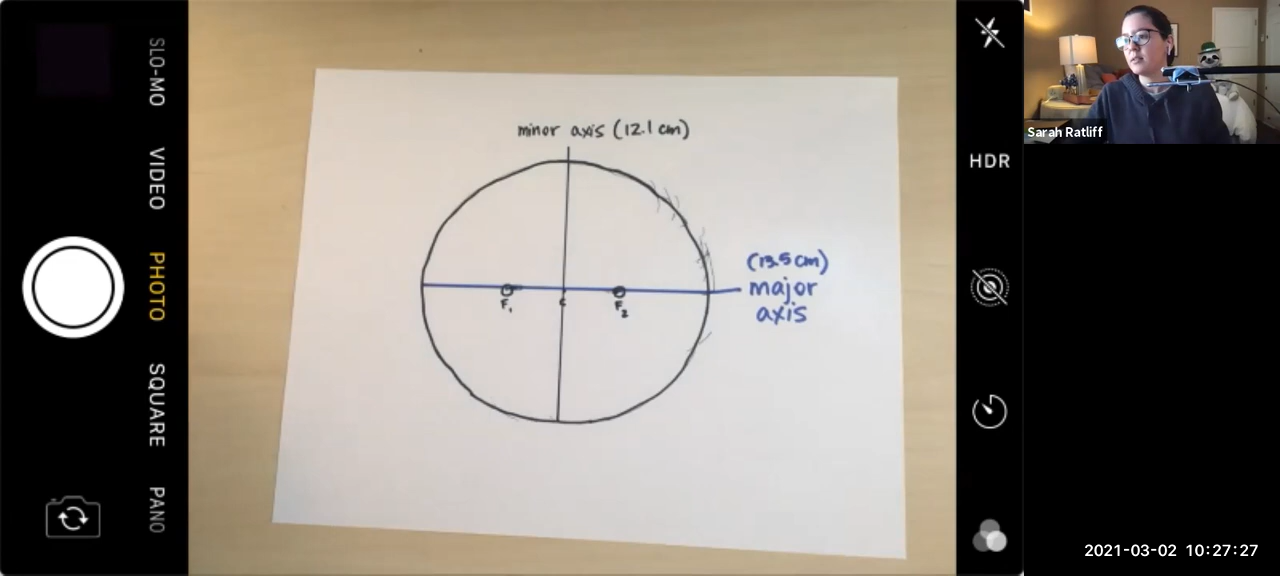 SLO-MO
VIDEO
PHOTO
SQUARE
PANO
minor axis (12.1 cm)
(13.5 cm)
major
axis
F1
C
F2
HDR
Sarah Ratliff
2021-03-02 10:27:27